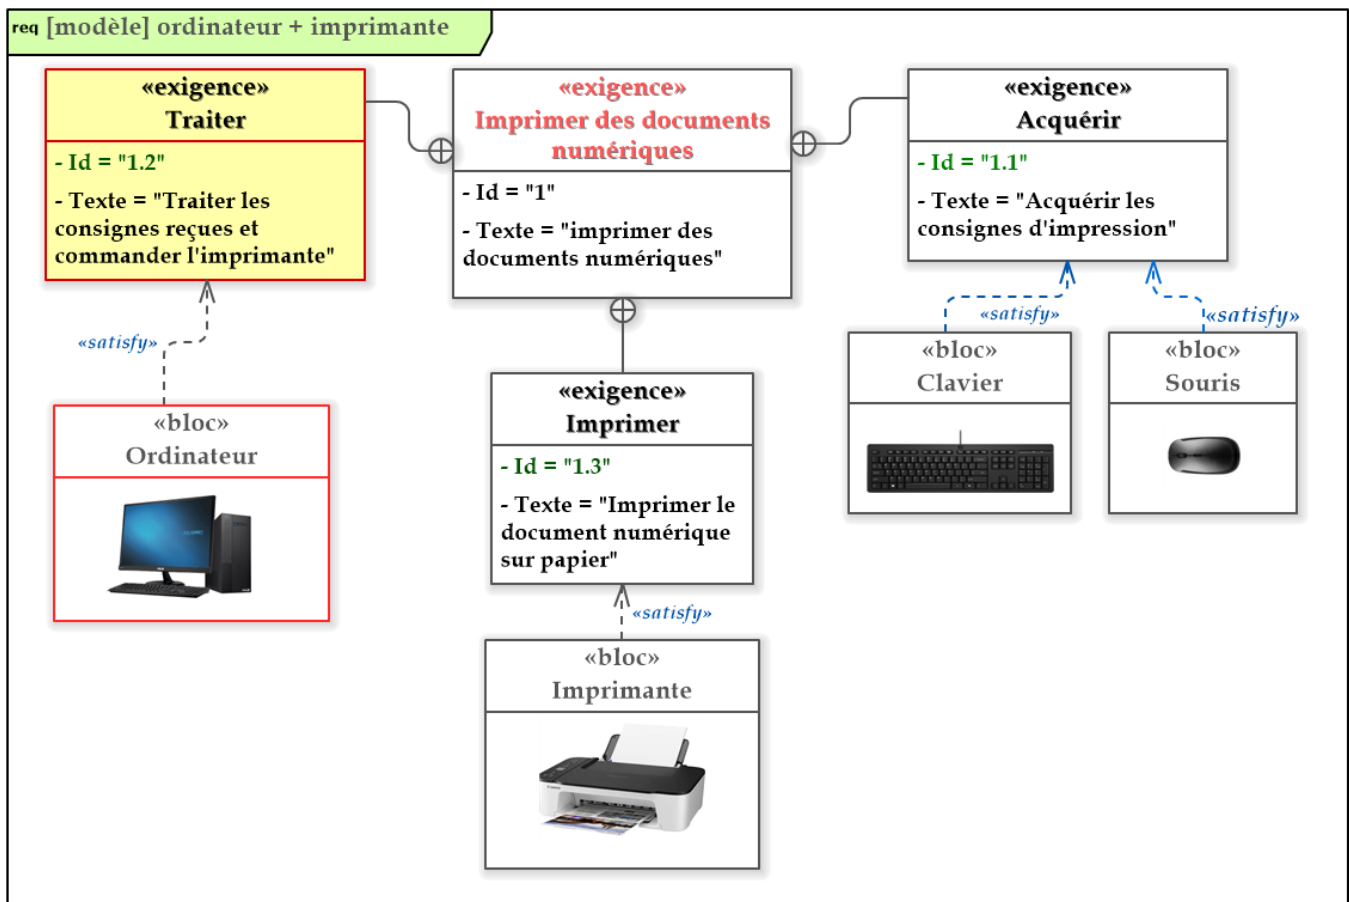 req [modèle] ordinateur + imprimante
«exigence»
Traiter
- Id = "1.2"
- Texte = "Traiter les
consignes reçues et
commander l'imprimante"
«exigence»
Imprimer des documents
numériques
- Id = "1"
- Texte = "imprimer des
documents numériques"
«exigence»
Acquérir
- Id = "1.1"
- Texte = "Acquérir les
consignes d'impression"
«satisfy»
«satisfy»
«satisfy»
«bloc»
Ordinateur
«exigence»
Imprimer
- Id = "1.3"
- Texte = "Imprimer le
document numérique
sur papier"
«bloc»
Clavier
«bloc»
Souris
«satisfy»
«bloc»
Imprimante